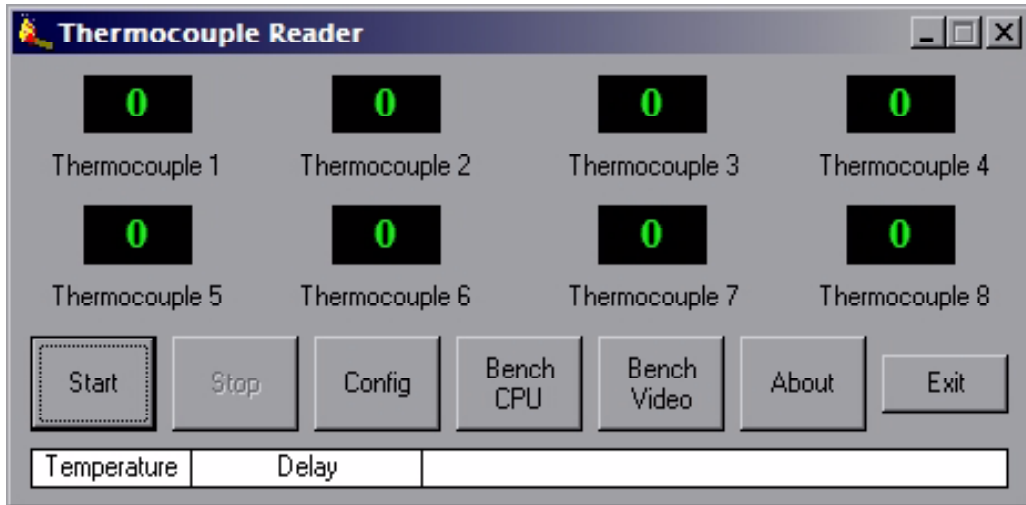 Thermocouple Reader
0 0 0 0
Thermocouple 1 Thermocouple 2 Thermocouple 3 Thermocouple 4
0 0 0 0
Thermocouple 5 Thermocouple 6 Thermocouple 7 Thermocouple 8
Start Stop Config Bench CPU Bench Video About Exit
Temperature Delay